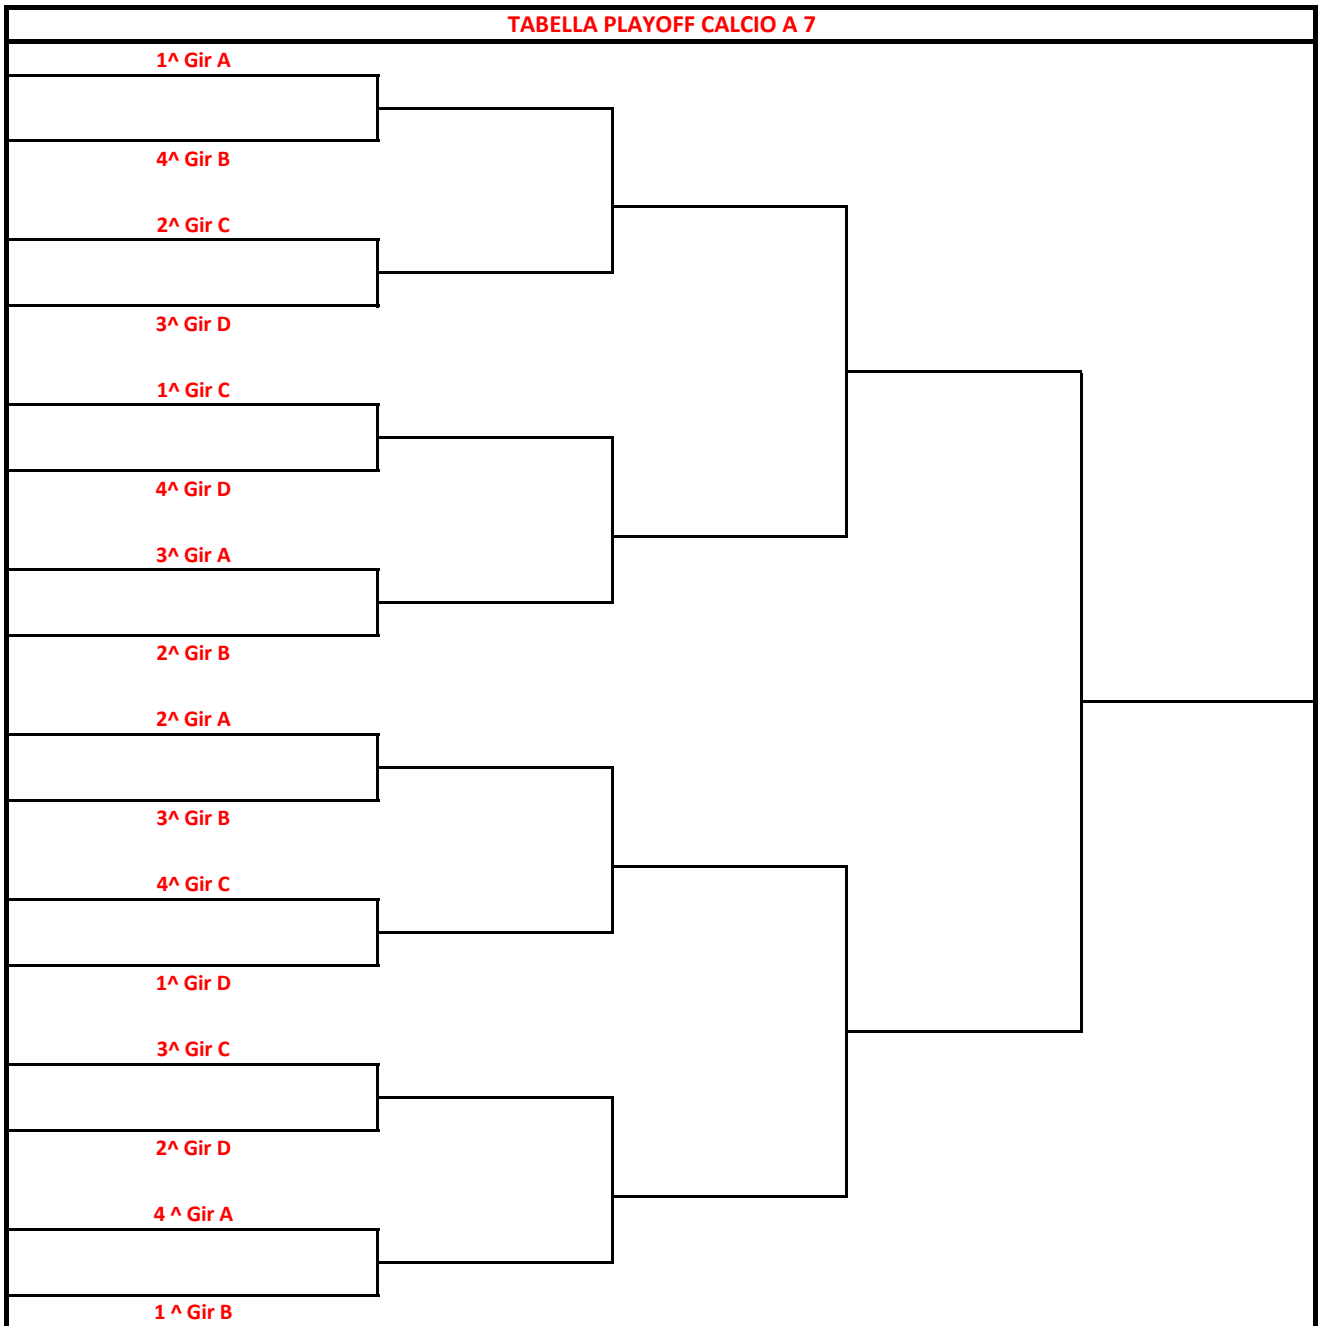 TABELLA PLAYOFF CALCIO A 7
1^ Gir A
4^ Gir B
2^ Gir C
3^ Gir D
1^ Gir C
4^ Gir D
3^ Gir A
2^ Gir B
2^ Gir A
3^ Gir B
4^ Gir C
1^ Gir D
3^ Gir C
2^ Gir D
4 ^ Gir A
1 ^ Gir B